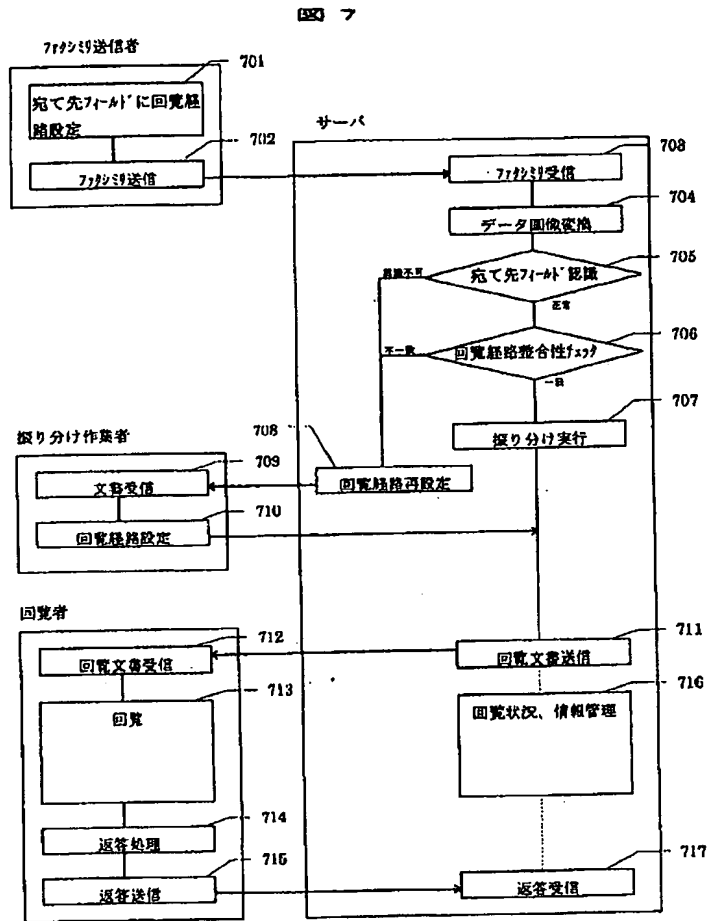 図 7
ファクシミリ送信者
701
宛て先フィールドに回覧経
路設定
702
ファクシミリ送信
サーバ
703
ファクシミリ受信
704
データ画像変換
705
認識不可
宛て先フィールド認識
正常
706
不一致
回覧経路整合性チェック
一致
707
振り分け実行
振り分け作業者
708
709
文書受信
回覧経路再設定
710
回覧経路設定
回覧者
712
711
回覧文書受信
回覧文書送信
713
716
回覧
回覧状況、情報管理
714
返答処理
715
717
返答送信
返答受信